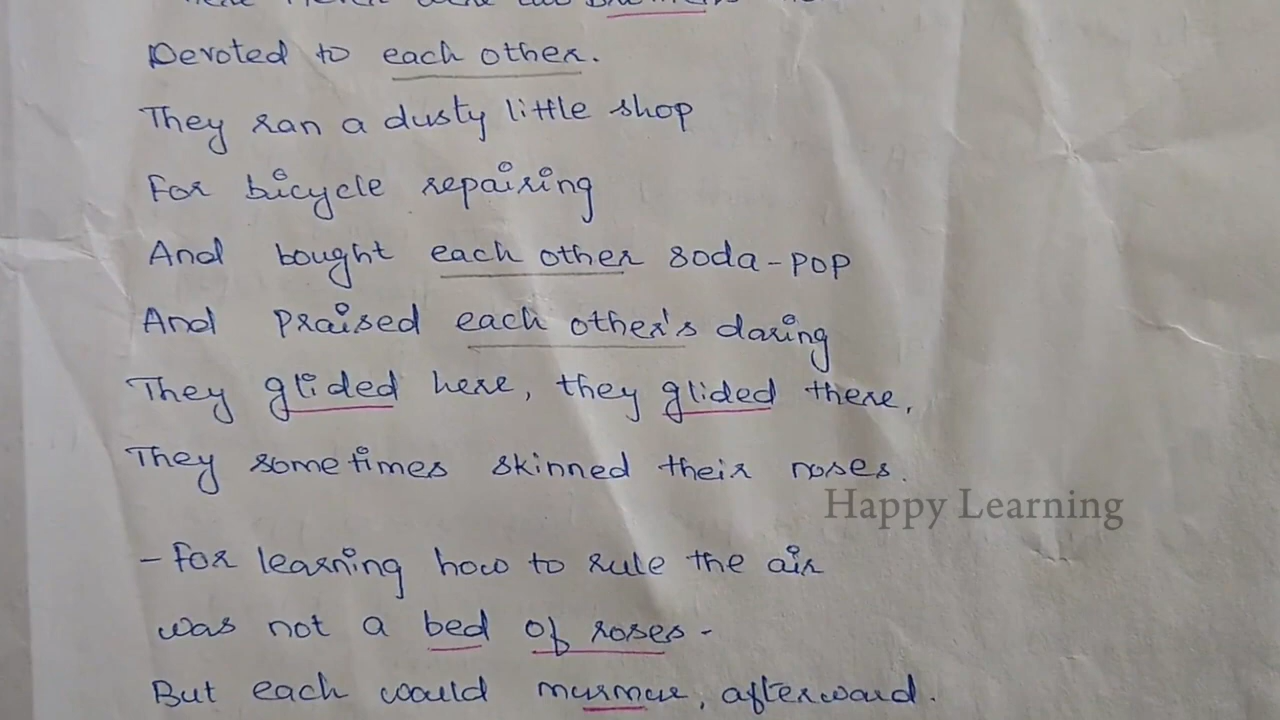 Devoted to each other.
They ran a dusty little shop
For bicycle repairing
And bought each other soda-pop
And praised each other's daring
They glided here, they glided there,
They sometimes skinned their noses.
Happy Learning
- For learning how to rule the air
was not a bed of roses -
But each would murmur, afterward.